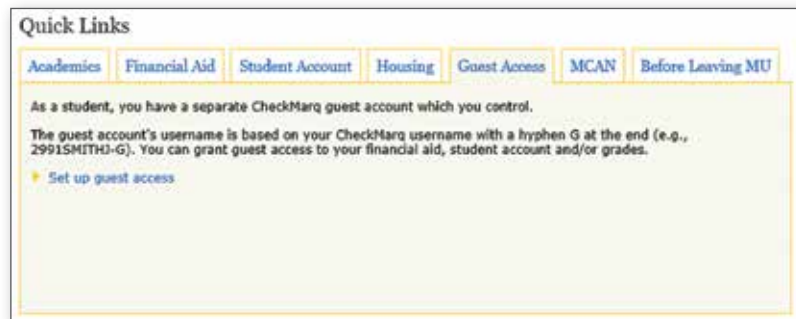 Quick Links
Academics Financial Aid Student Account Housing Guest Access MCAN Before Leaving MU
As a student, you have a separate CheckMarq guest account which you control.
The guest account's username is based on your CheckMarq username with a hyphen G at the end (e.g.,
2991SMITHJ-G). You can grant guest access to your financial aid, student account and/or grades.
Set up guest access